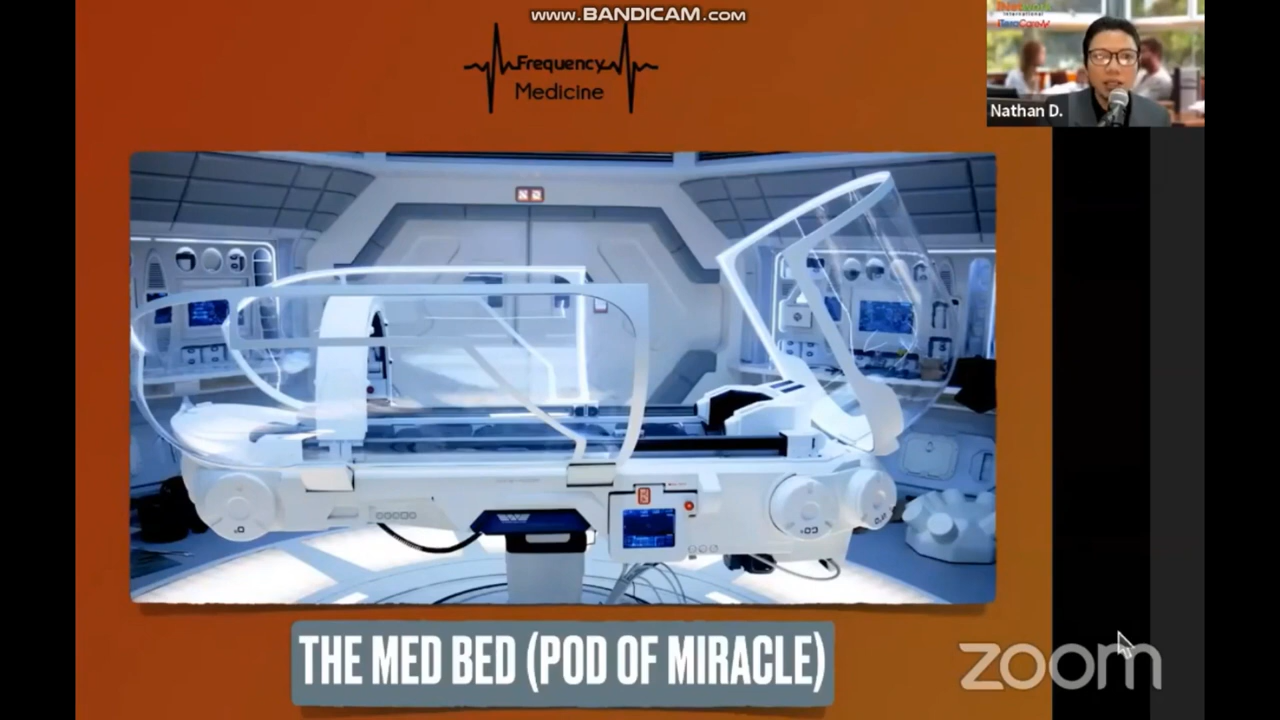 www.BANDICAM.com
Frequency
Medicine
Nathan D.
THE MED BED (POD OF MIRACLE)
zoom